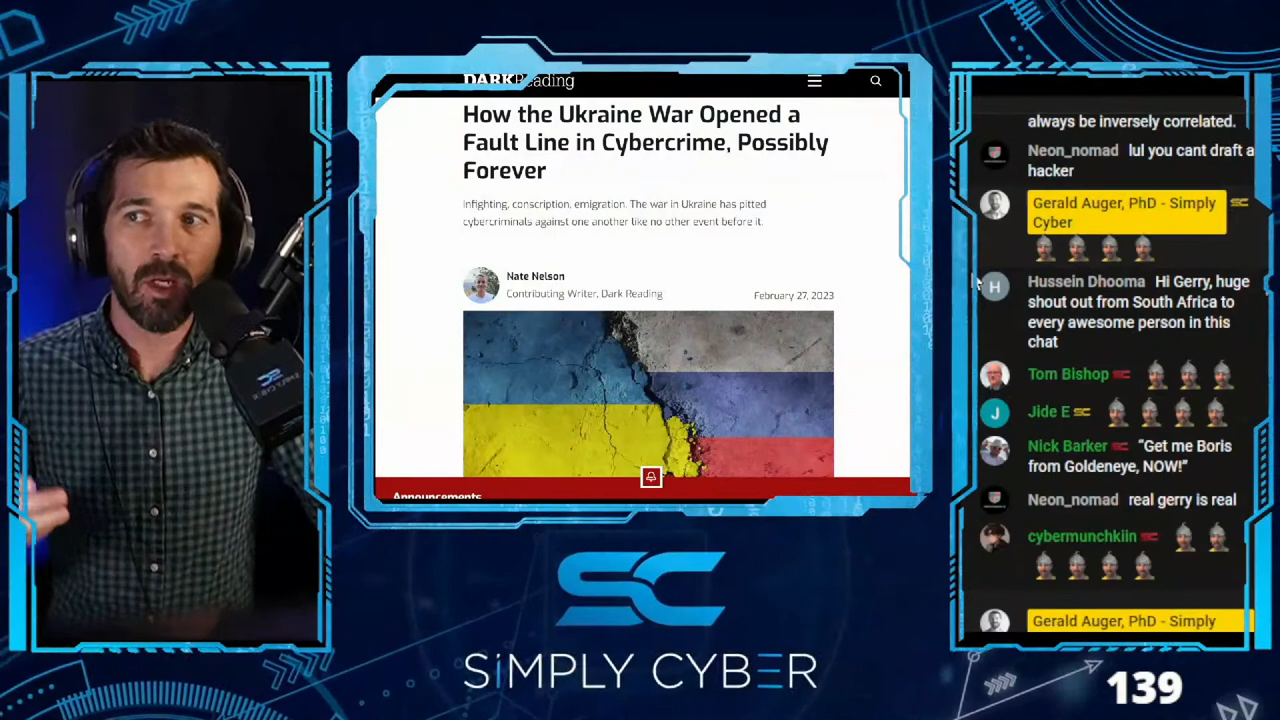 DARKReading
How the Ukraine War Opened a
Fault Line in Cybercrime, Possibly
Forever
Infighting, conscription, emigration. The war in Ukraine has pitted
cybercriminals against one another like no other event before it.
Nate Nelson
Contributing Writer, Dark Reading
February 27, 2023
Announcements
SC
SiMPLY CYBER
always be inversely correlated.
Neon_nomad lul you cant draft a
hacker
Gerald Auger, PhD - Simply
Cyber
H
Hussein Dhooma Hi Gerry, huge
shout out from South Africa to
every awesome person in this
chat
Tom Bishop
J
Jide E
Nick Barker “Get me Boris
from Goldeneye, NOW!”
Neon_nomad real gerry is real
cybermunchkiin
Gerald Auger, PhD - Simply
139